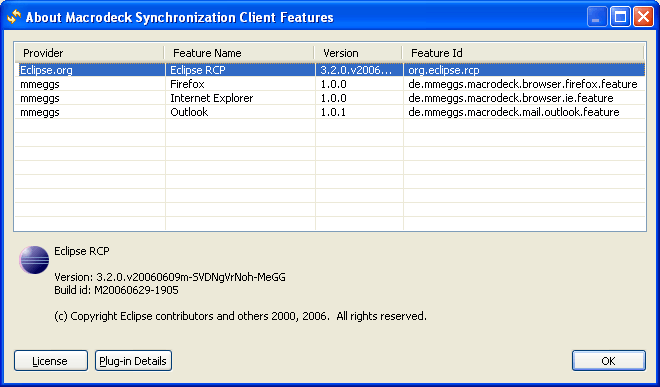 About Macrodeck Synchronization Client Features
Provider Feature Name Version Feature Id
Eclipse.org Eclipse RCP 3.2.0.v2006... org.eclipse.rcp
mmeggs Firefox 1.0.0 de.mmeggs.macrodeck.browser.firefox.feature
mmeggs Internet Explorer 1.0.0 de.mmeggs.macrodeck.browser.ie.feature
mmeggs Outlook 1.0.1 de.mmeggs.macrodeck.mail.outlook.feature
Eclipse RCP
Version: 3.2.0.v20060609m-SVDNgVrNoh-MeGG
Build id: M20060629-1905
(c) Copyright Eclipse contributors and others 2000, 2006.  All rights reserved.
License Plug-in Details OK